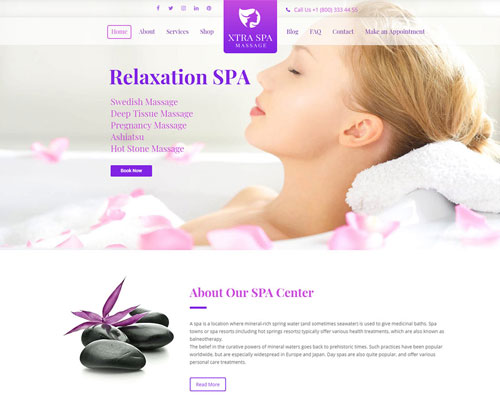 Call Us +1 (800) 333 44 55
Home About Services Shop
XTRA SPA
MASSAGE
Blog FAQ Contact Make an Appointment
Relaxation SPA
Swedish Massage
Deep Tissue Massage
Pregnancy Massage
Ashiatsu
Hot Stone Massage
Book Now
About Our SPA Center
A spa is a location where mineral-rich spring water (and sometimes seawater) is used to give medicinal baths. Spa
towns or spa resorts (including hot springs resorts) typically offer various health treatments, which are also known as
balneotherapy.
The belief in the curative powers of mineral waters goes back to prehistoric times. Such practices have been popular
worldwide, but are especially widespread in Europe and Japan. Day spas are also quite popular, and offer various
personal care treatments.
Read More